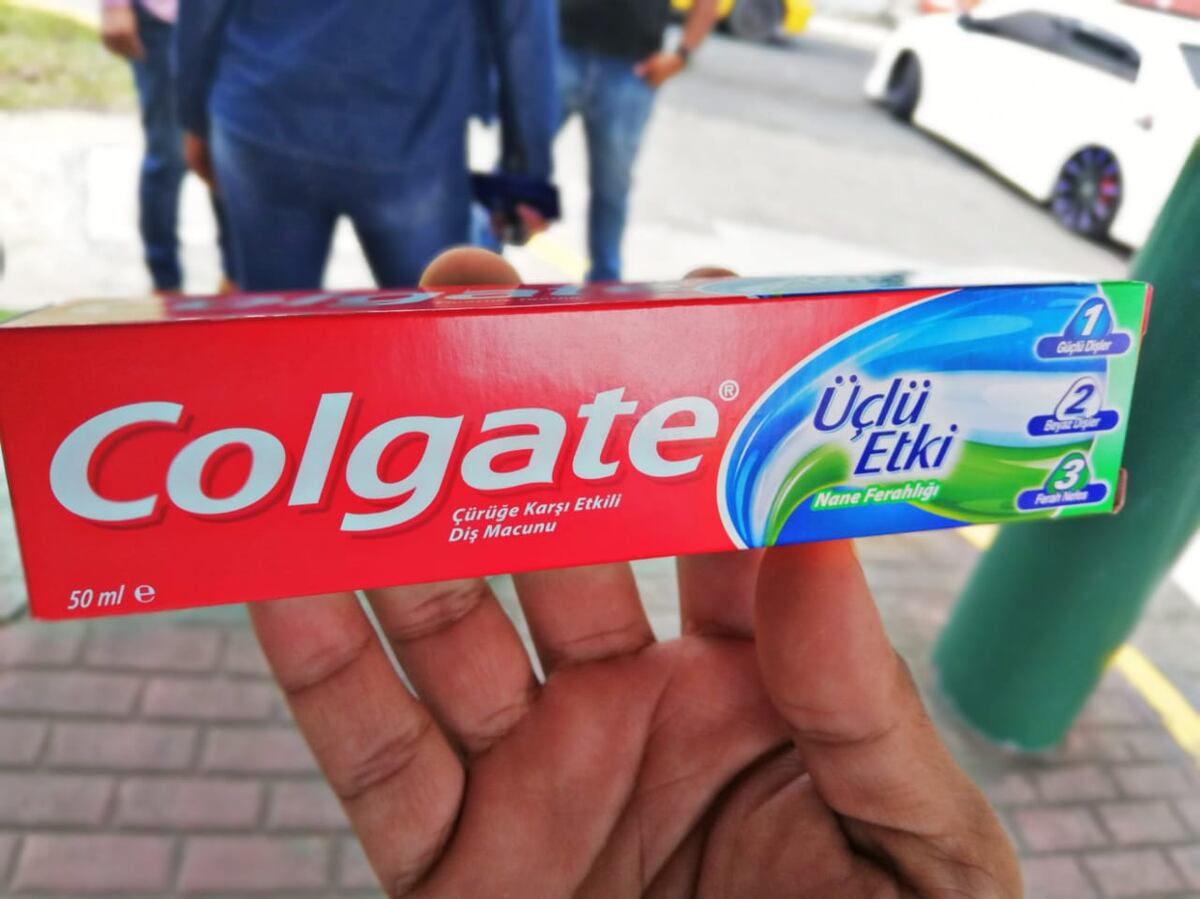 Colgate
Colgate®
Çürüğe Karşı Etkili
Diş Macunu
50 ml ℮
Üçlü
Etki
Nane Ferahlığı
1
Güçlü Dişler
2
Beyaz Dişler
3
Ferah Nefes